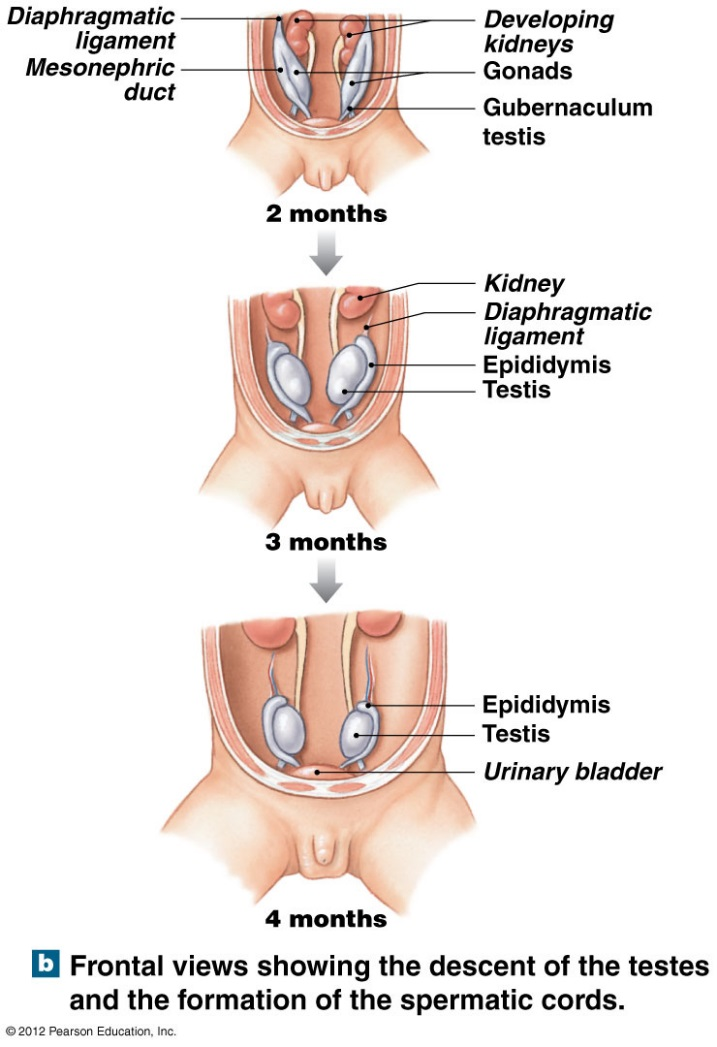 Diaphragmatic
ligament
Mesonephric
duct
Developing
kidneys
Gonads
Gubernaculum
testis
2 months
Kidney
Diaphragmatic
ligament
Epididymis
Testis
3 months
Epididymis
Testis
Urinary bladder
4 months
b Frontal views showing the descent of the testes
and the formation of the spermatic cords.
© 2012 Pearson Education, Inc.